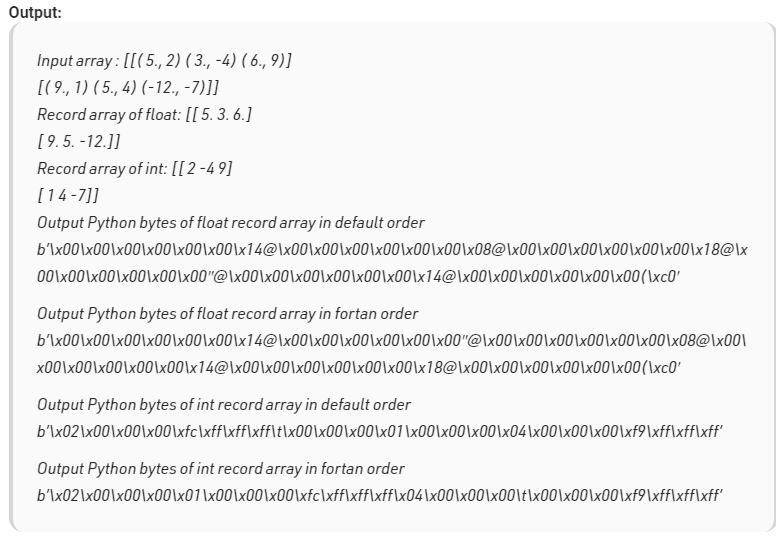 Output:
Input array : [[( 5., 2) ( 3., -4) ( 6., 9)]
[( 9., 1) ( 5., 4) (-12., -7)]]
Record array of float: [[ 5. 3. 6.]
[ 9. 5. -12.]]
Record array of int: [[ 2 -4 9]
[ 1 4 -7]]
Output Python bytes of float record array in default order
b'\x00\x00\x00\x00\x00\x00\x14@\x00\x00\x00\x00\x00\x00\x08@\x00\x00\x00\x00\x00\x00\x18@\x
00\x00\x00\x00\x00\x00"@\x00\x00\x00\x00\x00\x00\x14@\x00\x00\x00\x00\x00\x00(\xc0'
Output Python bytes of float record array in fortan order
b'\x00\x00\x00\x00\x00\x00\x14@\x00\x00\x00\x00\x00\x00"@\x00\x00\x00\x00\x00\x00\x08@\x00\
x00\x00\x00\x00\x00\x14@\x00\x00\x00\x00\x00\x00\x18@\x00\x00\x00\x00\x00\x00(\xc0'
Output Python bytes of int record array in default order
b'\x02\x00\x00\x00\xfc\xff\xff\xff\t\x00\x00\x00\x01\x00\x00\x00\x04\x00\x00\x00\xf9\xff\xff\xff'
Output Python bytes of int record array in fortan order
b'\x02\x00\x00\x00\x01\x00\x00\x00\xfc\xff\xff\xff\x04\x00\x00\x00\t\x00\x00\x00\xf9\xff\xff\xff'